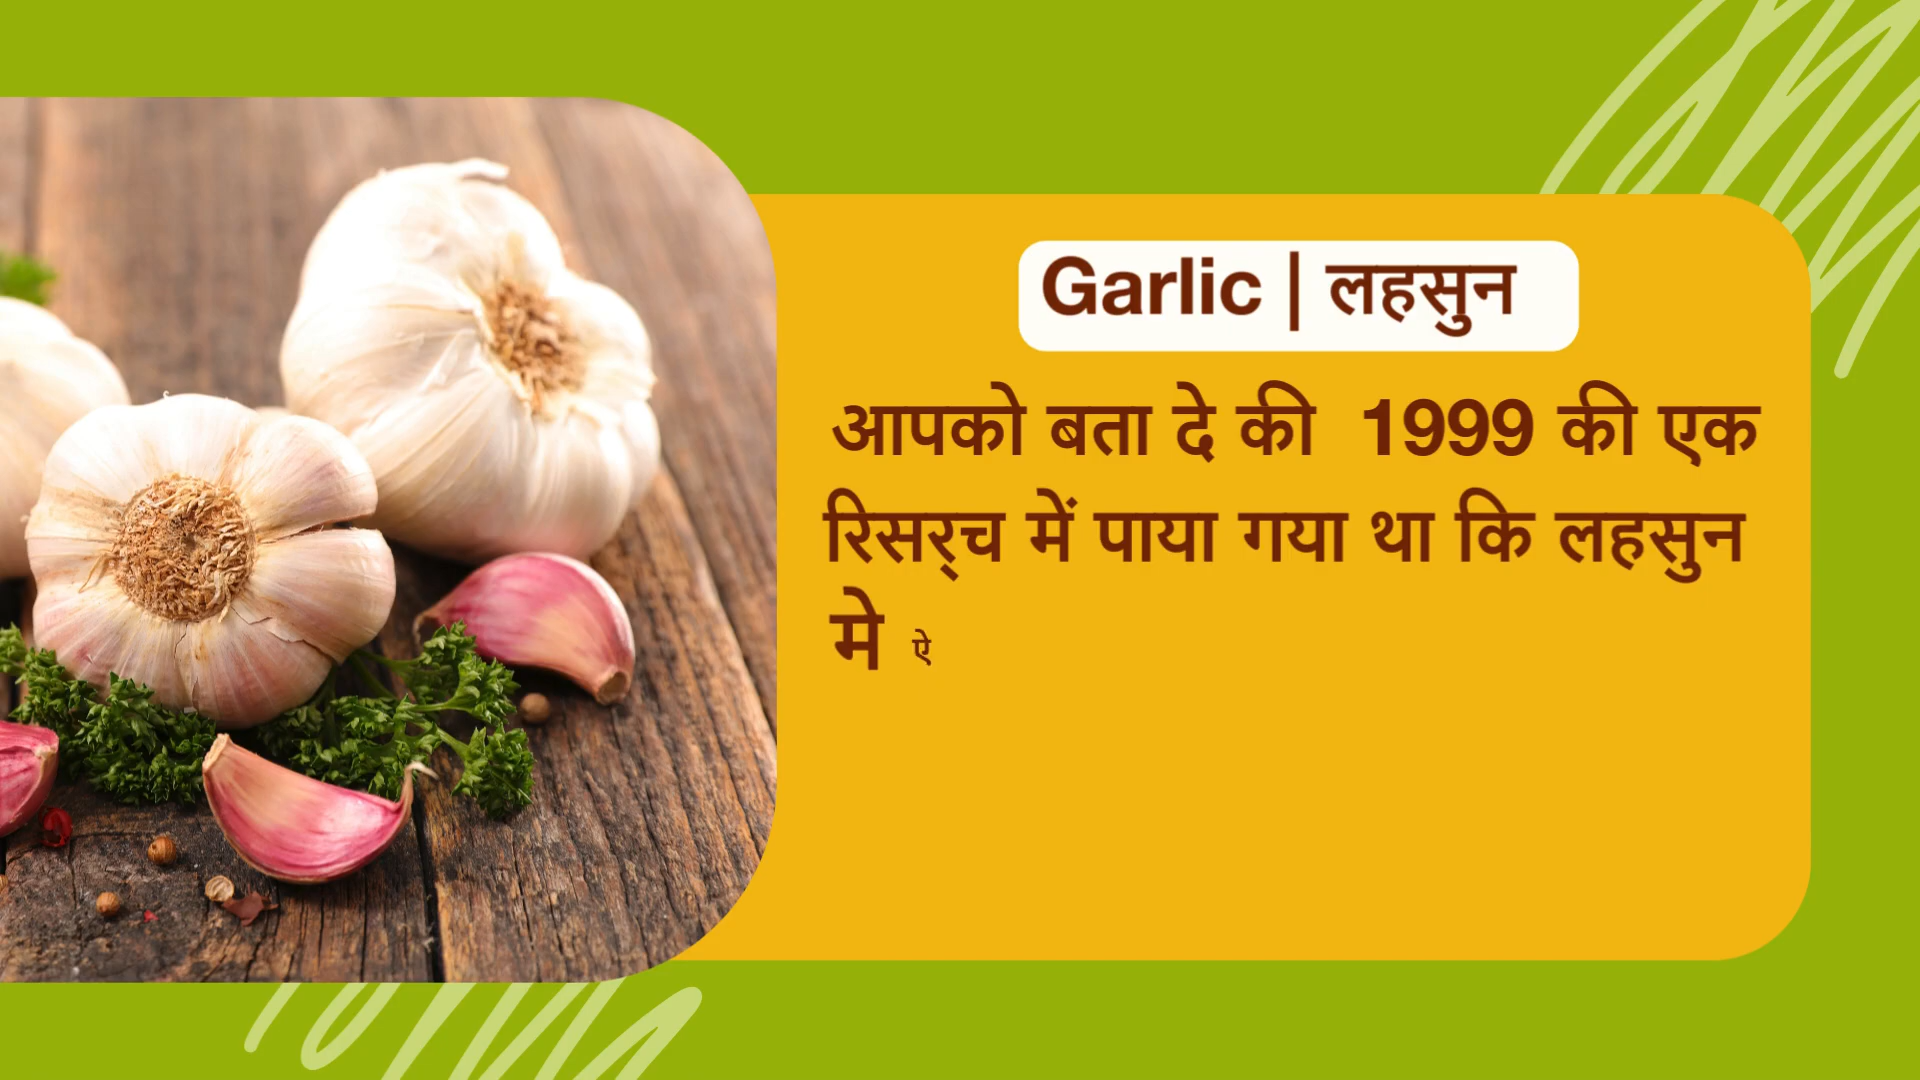 Garlic | लहसुन
आपको बता दे की 1999 की एक
रिसर्च में पाया गया था कि लहसुन
मे ऐ